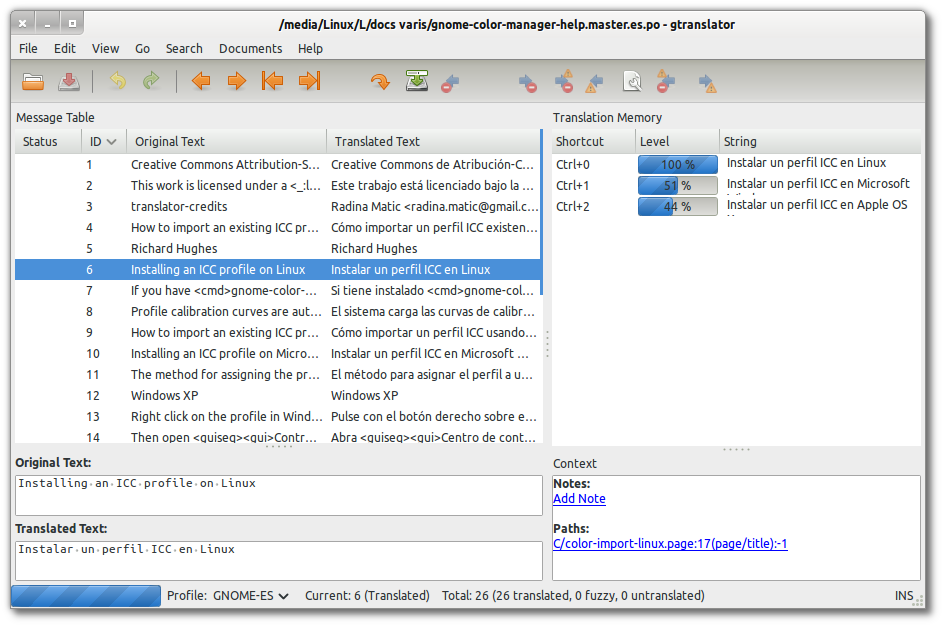 /media/Linux/L/docs varis/gnome-color-manager-help.master.es.po - gtranslator
File Edit View Go Search Documents Help
Message Table
Status ID Original Text Translated Text
1 Creative Commons Attribution-S... Creative Commons de Atribución-C...
2 This work is licensed under a <_:l... Este trabajo está licenciado bajo la ...
3 translator-credits Radina Matic <radina.matic@gmail.c...
4 How to import an existing ICC pr... Cómo importar un perfil ICC existen...
5 Richard Hughes Richard Hughes
6 Installing an ICC profile on Linux Instalar un perfil ICC en Linux
7 If you have <cmd>gnome-color-... Si tiene instalado <cmd>gnome-col...
8 Profile calibration curves are aut... El sistema carga las curvas de calibr...
9 How to import an existing ICC pr... Cómo importar un perfil ICC usando...
10 Installing an ICC profile on Micro... Instalar un perfil ICC en Microsoft ...
11 The method for assigning the pr... El método para asignar el perfil a u...
12 Windows XP Windows XP
13 Right click on the profile in Wind... Pulse con el botón derecho sobre e...
14 Then open <guiseq><gui>Contr... Abra <guiseq><gui>Centro de cont...
Translation Memory
Shortcut Level String
Ctrl+0 100 % Instalar un perfil ICC en Linux
Ctrl+1 51 % Instalar un perfil ICC en Microsoft
Ctrl+2 44 % Instalar un perfil ICC en Apple OS
Original Text:
Installing·an·ICC·profile·on·Linux
Translated Text:
Instalar·un·perfil·ICC·en·Linux
Context
Notes:
Add Note
Paths:
C/color-import-linux.page:17(page/title):-1
Profile: GNOME-ES Current: 6 (Translated) Total: 26 (26 translated, 0 fuzzy, 0 untranslated) INS